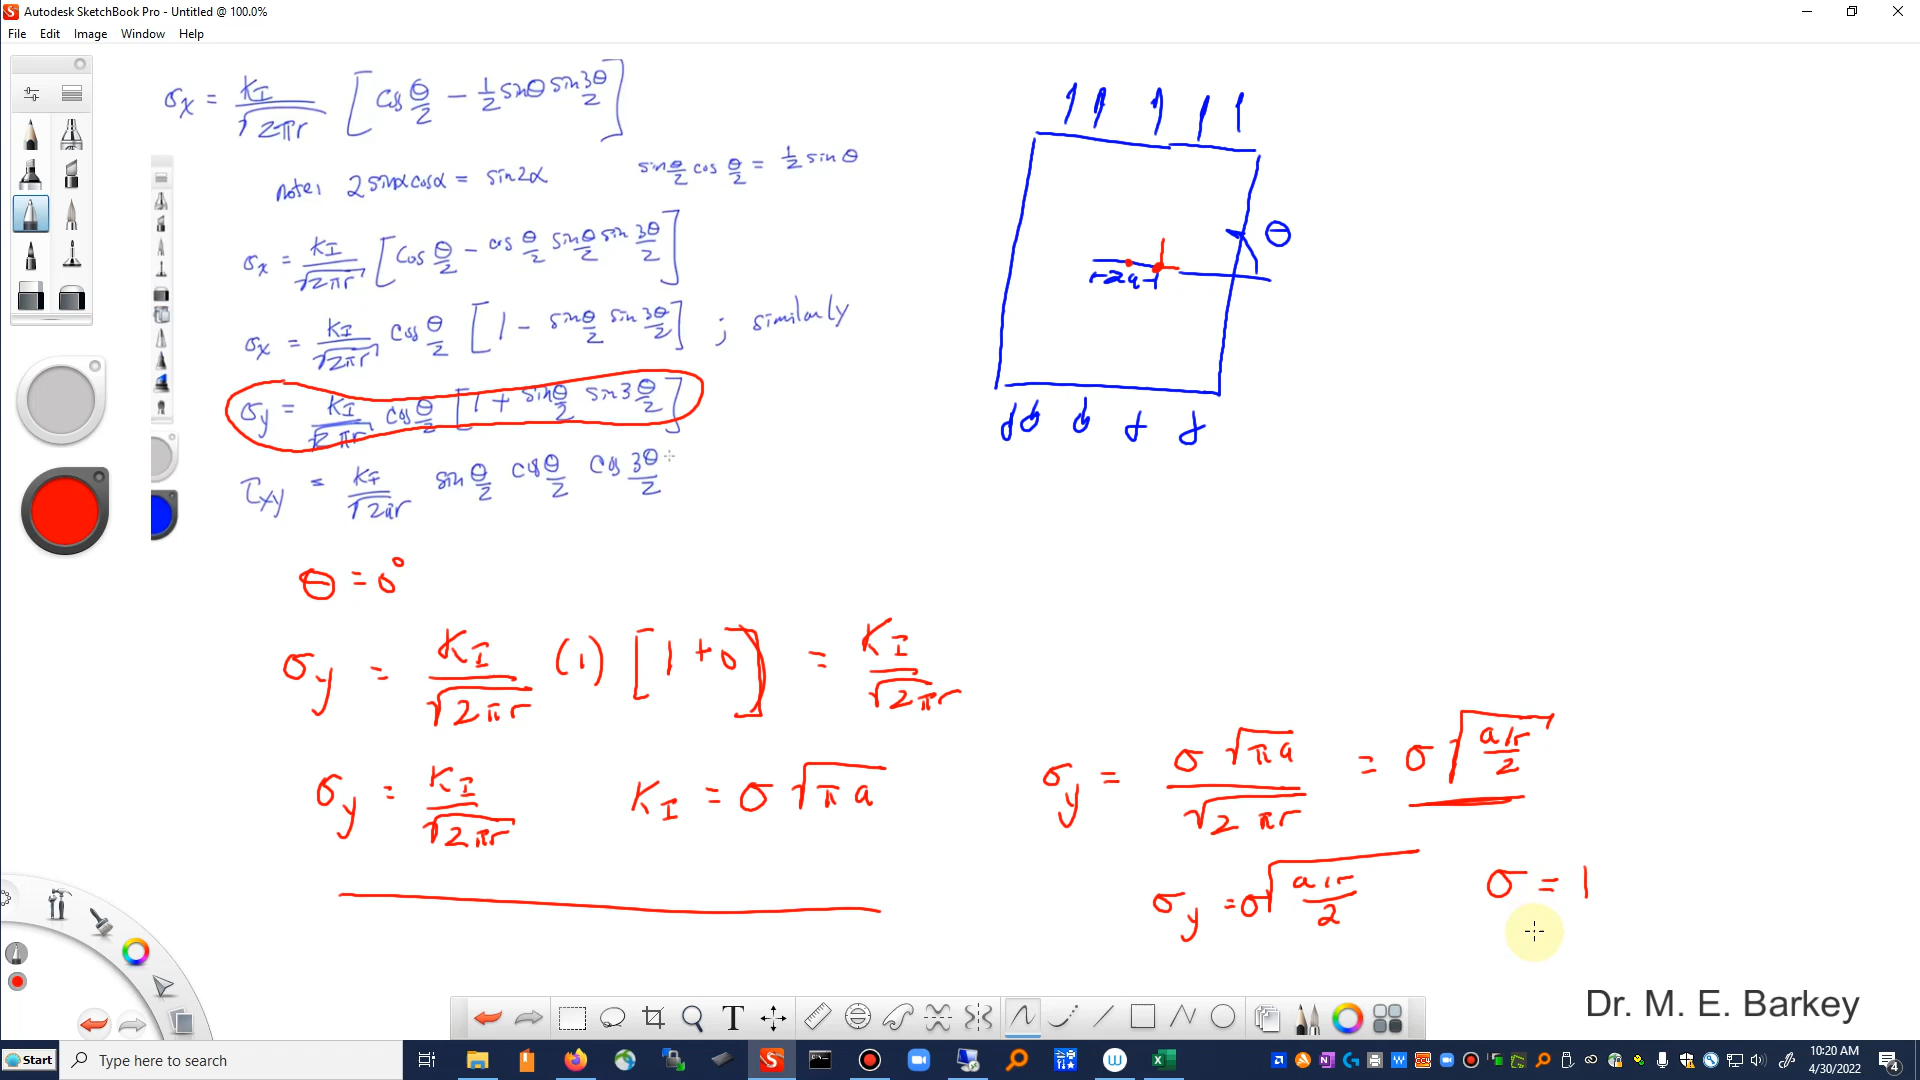 Autodesk SketchBook Pro - Untitled @ 100.0%
File Edit Image Window Help
σx = KI/√2πr [cos θ/2 − 1/2 sinθ sin 3θ/2]
note: 2 sinα cosα = sin2α   sin θ/2 cos θ/2 = 1/2 sin θ
σx = KI/√2πr [cos θ/2 − cos θ/2 sin θ/2 sin 3θ/2]
σx = KI/√2πr cos θ/2 [1 − sin θ/2 sin 3θ/2] ; similarly
σy = KI/√2πr cos θ/2 [1 + sin θ/2 sin 3θ/2]
τxy = KI/√2πr sin θ/2 cos θ/2 cos 3θ/2
θ
2a
θ = 0°
σy = KI/√2πr (1) [1 + 0] = KI/√2πr
σy = KI/√2πr   KI = σ √πa
σy = σ √πa / √2πr = σ √(a/r / 2)
σy = σ √(a/r / 2)   σ = 1
Dr. M. E. Barkey
Start
Type here to search
10:20 AM
4/30/2022
4